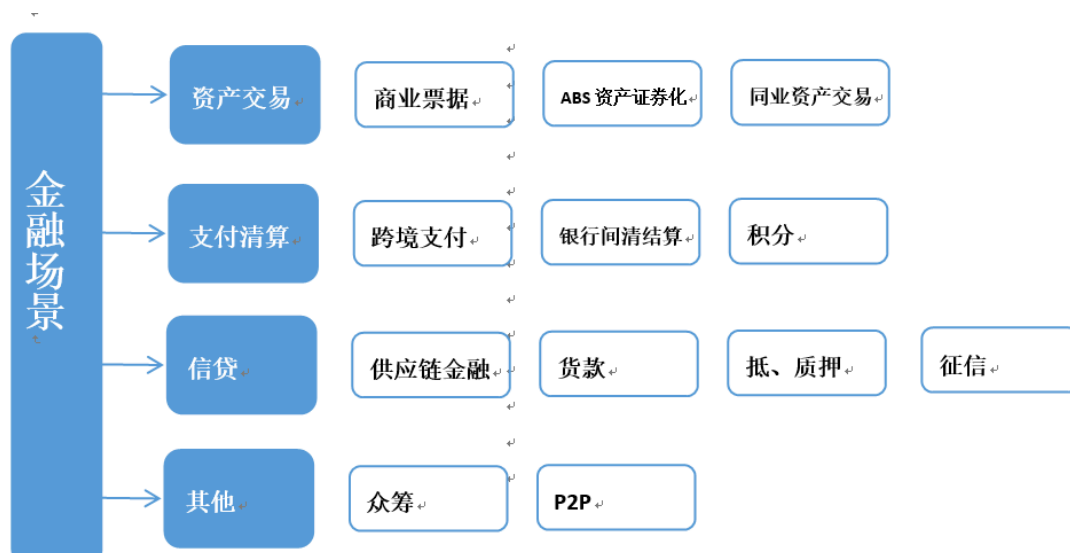 金融场景
资产交易
商业票据
ABS 资产证券化
同业资产交易
支付清算
跨境支付
银行间清结算
积分
信贷
供应链金融
货款
抵、质押
征信
其他
众筹
P2P